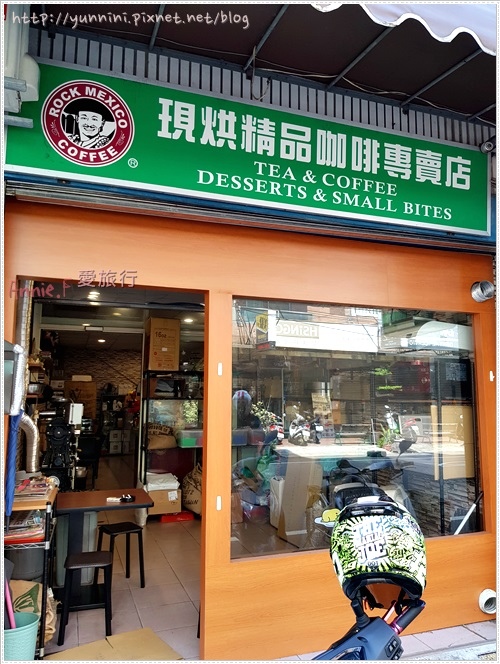 http://yunnini.pixnet.net/blog
ROCK MEXICO
COFFEE
®
現烘精品咖啡專賣店
TEA & COFFEE
DESSERTS & SMALL BITES
Annie.F 愛旅行
HSINGO